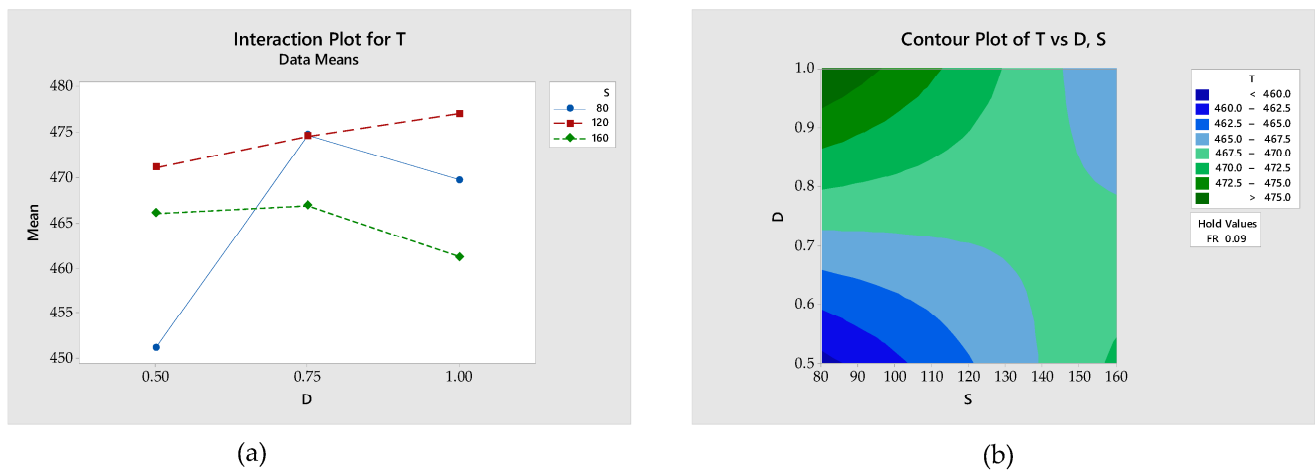 Interaction Plot for T
Data Means
480
475
470
465
460
455
450
Mean
0.50 0.75 1.00
D
S
80
120
160
(a)
Contour Plot of T vs D, S
1.0
0.9
0.8
0.7
0.6
0.5
D
80 90 100 110 120 130 140 150 160
S
T
< 460.0
460.0 – 462.5
462.5 – 465.0
465.0 – 467.5
467.5 – 470.0
470.0 – 472.5
472.5 – 475.0
> 475.0
Hold Values
FR 0.09
(b)